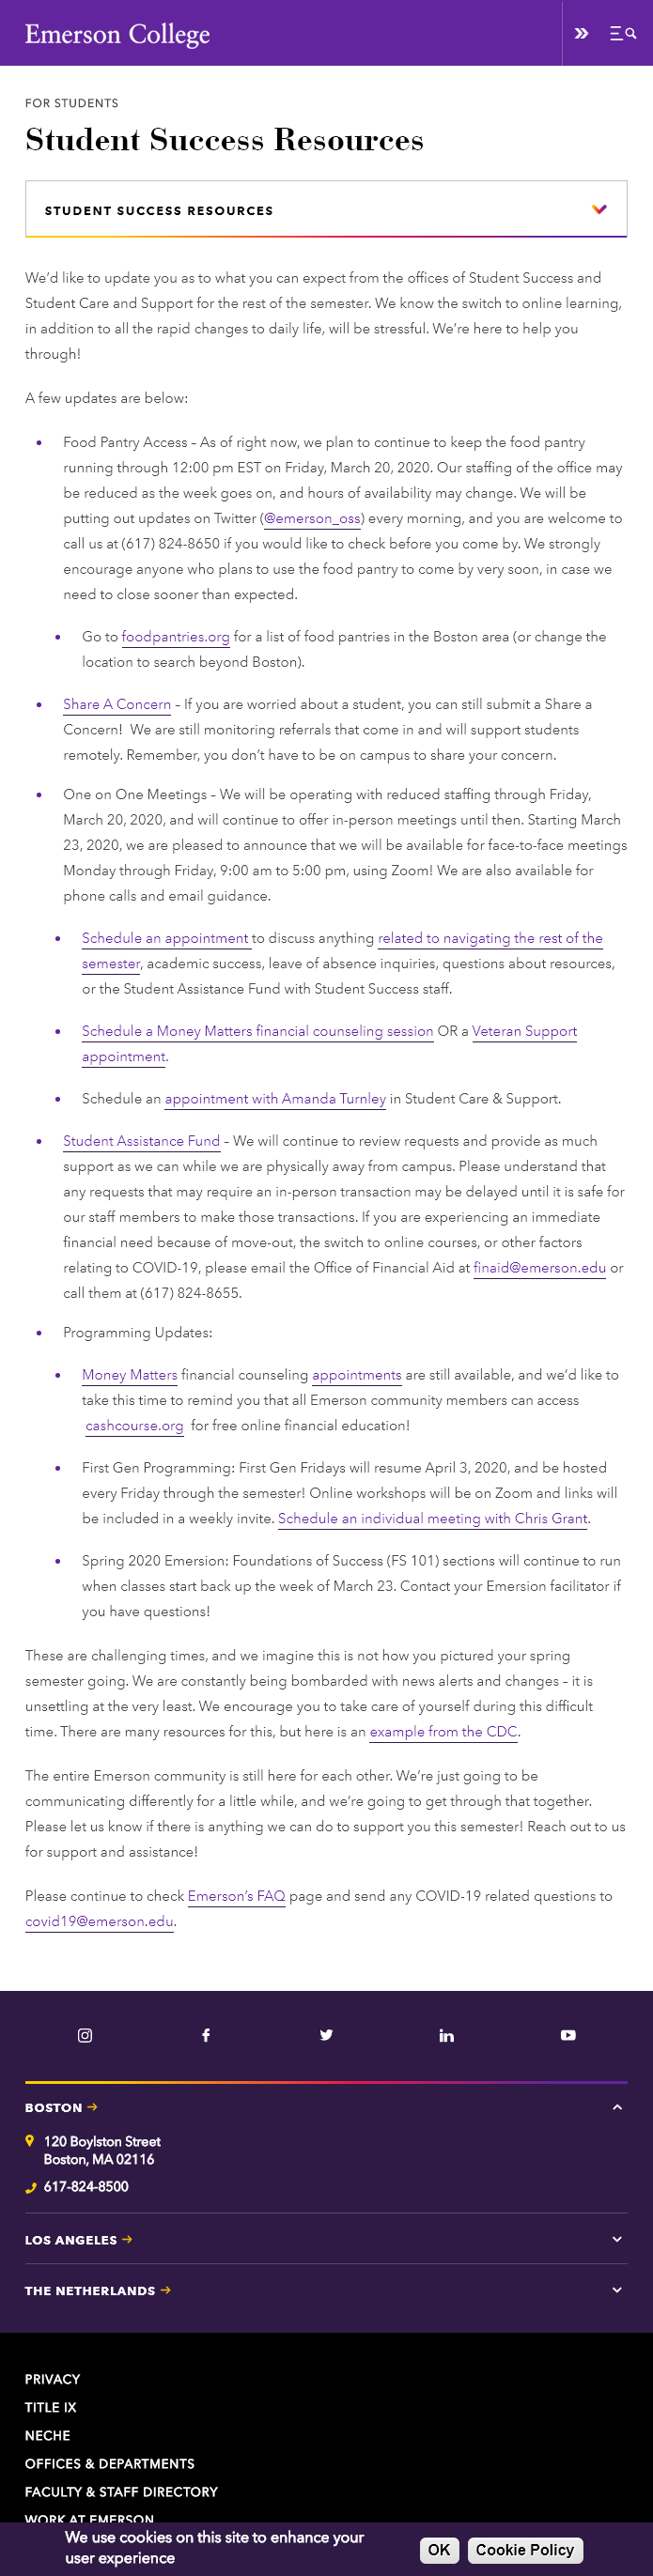 Emerson College
FOR STUDENTS
Student Success Resources
STUDENT SUCCESS RESOURCES
We’d like to update you as to what you can expect from the offices of Student Success and
Student Care and Support for the rest of the semester. We know the switch to online learning,
in addition to all the rapid changes to daily life, will be stressful. We’re here to help you
through!
A few updates are below:
Food Pantry Access – As of right now, we plan to continue to keep the food pantry
running through 12:00 pm EST on Friday, March 20, 2020. Our staffing of the office may
be reduced as the week goes on, and hours of availability may change. We will be
putting out updates on Twitter (@emerson_oss) every morning, and you are welcome to
call us at (617) 824-8650 if you would like to check before you come by. We strongly
encourage anyone who plans to use the food pantry to come by very soon, in case we
need to close sooner than expected.
Go to foodpantries.org for a list of food pantries in the Boston area (or change the
location to search beyond Boston).
Share A Concern – If you are worried about a student, you can still submit a Share a
Concern!  We are still monitoring referrals that come in and will support students
remotely. Remember, you don’t have to be on campus to share your concern.
One on One Meetings – We will be operating with reduced staffing through Friday,
March 20, 2020, and will continue to offer in-person meetings until then. Starting March
23, 2020, we are pleased to announce that we will be available for face-to-face meetings
Monday through Friday, 9:00 am to 5:00 pm, using Zoom! We are also available for
phone calls and email guidance.
Schedule an appointment to discuss anything related to navigating the rest of the
semester, academic success, leave of absence inquiries, questions about resources,
or the Student Assistance Fund with Student Success staff.
Schedule a Money Matters financial counseling session OR a Veteran Support
appointment.
Schedule an appointment with Amanda Turnley in Student Care & Support.
Student Assistance Fund – We will continue to review requests and provide as much
support as we can while we are physically away from campus. Please understand that
any requests that may require an in-person transaction may be delayed until it is safe for
our staff members to make those transactions. If you are experiencing an immediate
financial need because of move-out, the switch to online courses, or other factors
relating to COVID-19, please email the Office of Financial Aid at finaid@emerson.edu or
call them at (617) 824-8655.
Programming Updates:
Money Matters financial counseling appointments are still available, and we’d like to
take this time to remind you that all Emerson community members can access
cashcourse.org  for free online financial education!
First Gen Programming: First Gen Fridays will resume April 3, 2020, and be hosted
every Friday through the semester! Online workshops will be on Zoom and links will
be included in a weekly invite. Schedule an individual meeting with Chris Grant.
Spring 2020 Emersion: Foundations of Success (FS 101) sections will continue to run
when classes start back up the week of March 23. Contact your Emersion facilitator if
you have questions!
These are challenging times, and we imagine this is not how you pictured your spring
semester going. We are constantly being bombarded with news alerts and changes – it is
unsettling at the very least. We encourage you to take care of yourself during this difficult
time. There are many resources for this, but here is an example from the CDC.
The entire Emerson community is still here for each other. We’re just going to be
communicating differently for a little while, and we’re going to get through that together.
Please let us know if there is anything we can do to support you this semester! Reach out to us
for support and assistance!
Please continue to check Emerson’s FAQ page and send any COVID-19 related questions to
covid19@emerson.edu.
BOSTON
120 Boylston Street
Boston, MA 02116
617-824-8500
LOS ANGELES
THE NETHERLANDS
PRIVACY
TITLE IX
NECHE
OFFICES & DEPARTMENTS
FACULTY & STAFF DIRECTORY
WORK AT EMERSON
We use cookies on this site to enhance your
user experience
OK
Cookie Policy